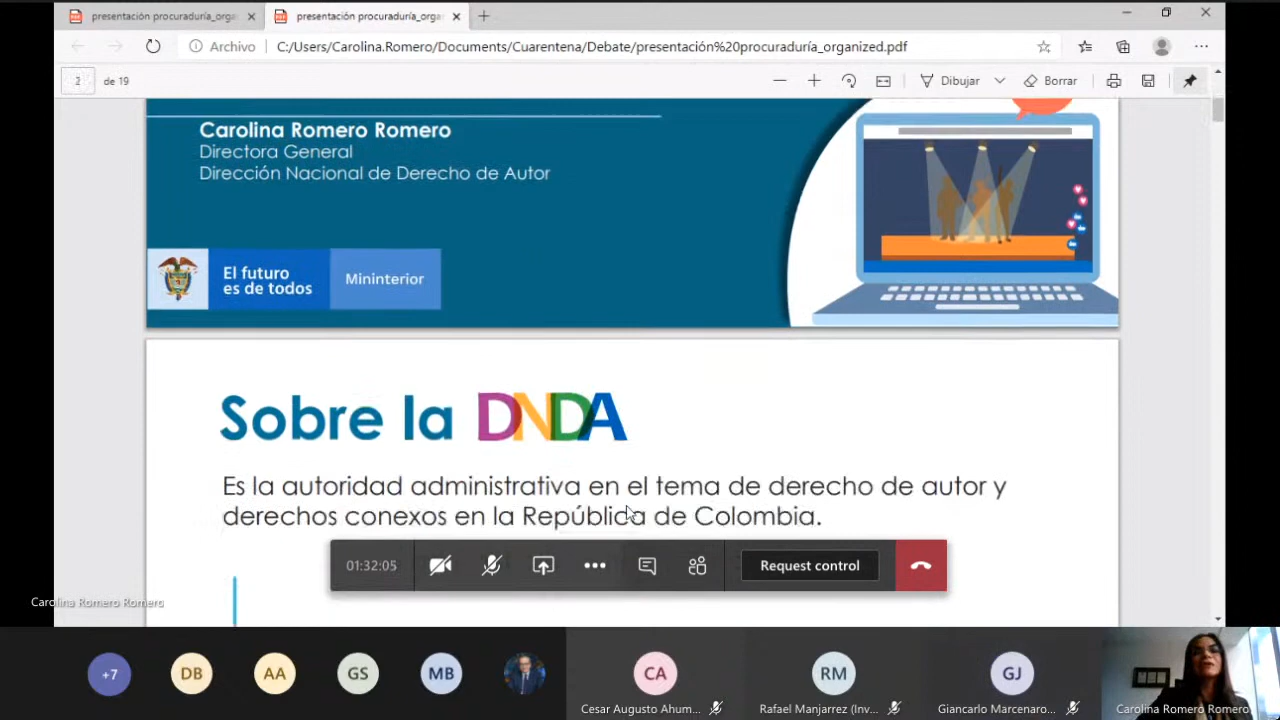 presentación procuraduría_orga
presentación procuraduría_orga
Archivo
C:/Users/Carolina.Romero/Documents/Cuarentena/Debate/presentación%20procuraduría_organized.pdf
2
de 19
Dibujar
Borrar
Carolina Romero Romero
Directora General
Dirección Nacional de Derecho de Autor
El futuro
es de todos
Mininterior
Sobre la DNDA
Es la autoridad administrativa en el tema de derecho de autor y
derechos conexos en la República de Colombia.
01:32:05
Request control
Carolina Romero Romero
+7
DB
AA
GS
MB
CA
RM
GJ
Cesar Augusto Ahum...
Rafael Manjarrez (Inv...
Giancarlo Marcenaro...
Carolina Romero Romero